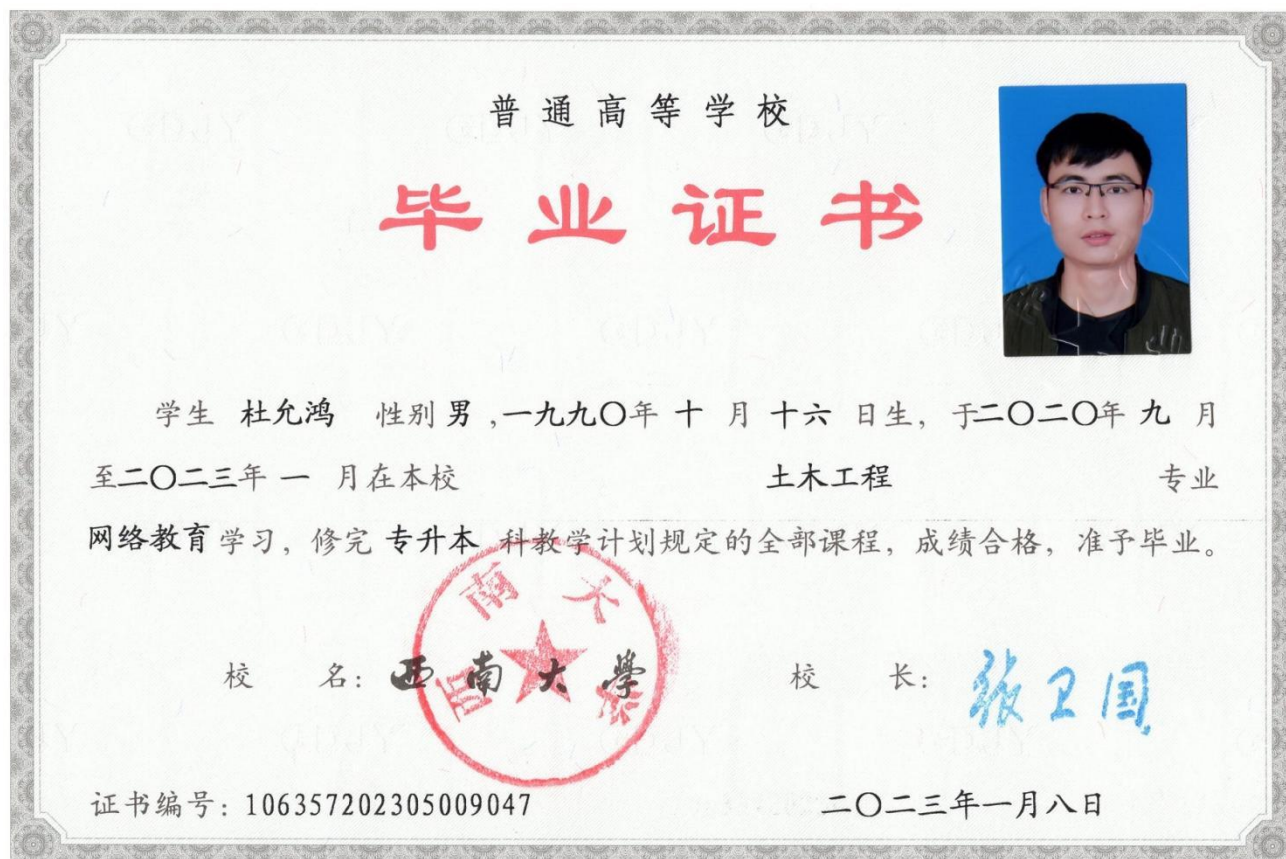 普通高等学校
毕业证书
学生 杜允鸿 性别 男 ,一九九〇年 十 月 十六 日生, 于二〇二〇年 九 月
至二〇二三年 一 月在本校 土木工程 专业
网络教育 学习, 修完 专升本 科教学计划规定的全部课程, 成绩合格, 准予毕业。
校 名: 西南大學
西南大学
校 长: 张卫国
证书编号: 106357202305009047
二〇二三年一月八日